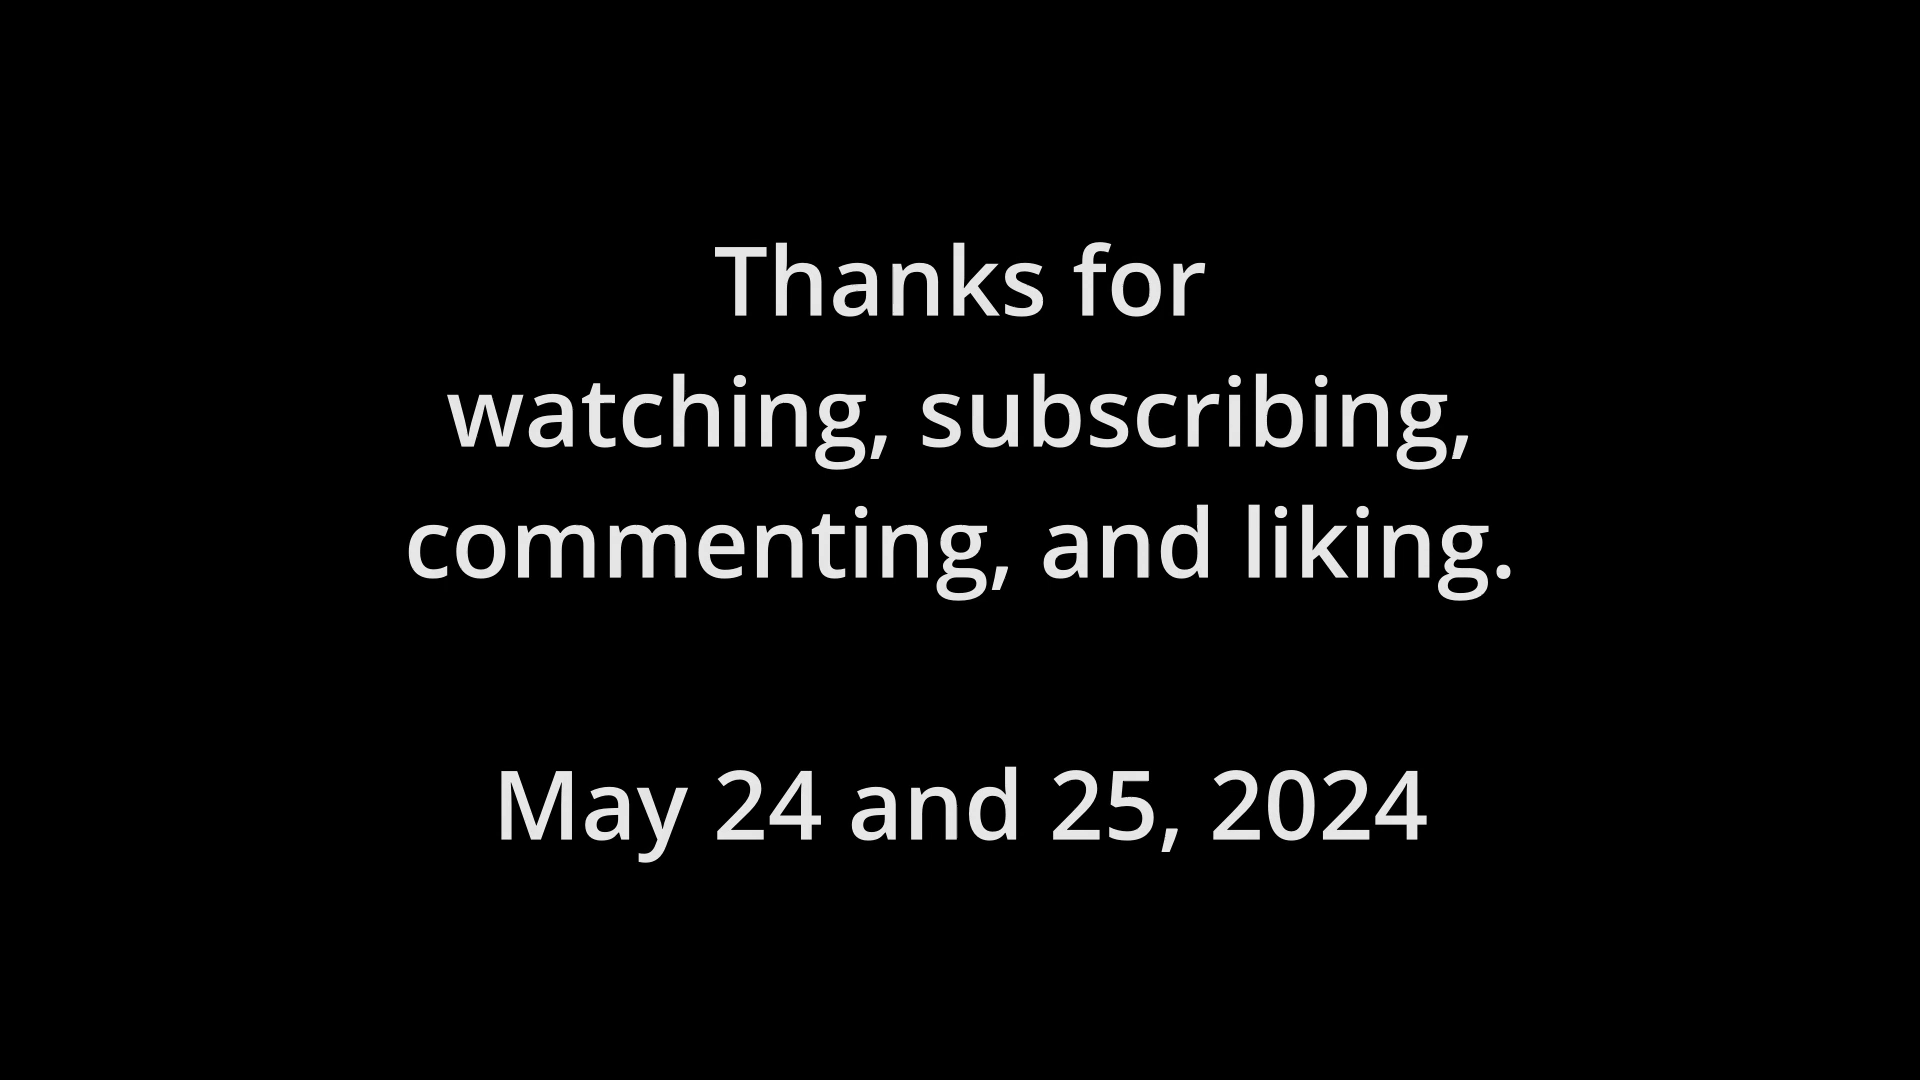 Thanks for
watching, subscribing,
commenting, and liking.
May 24 and 25, 2024